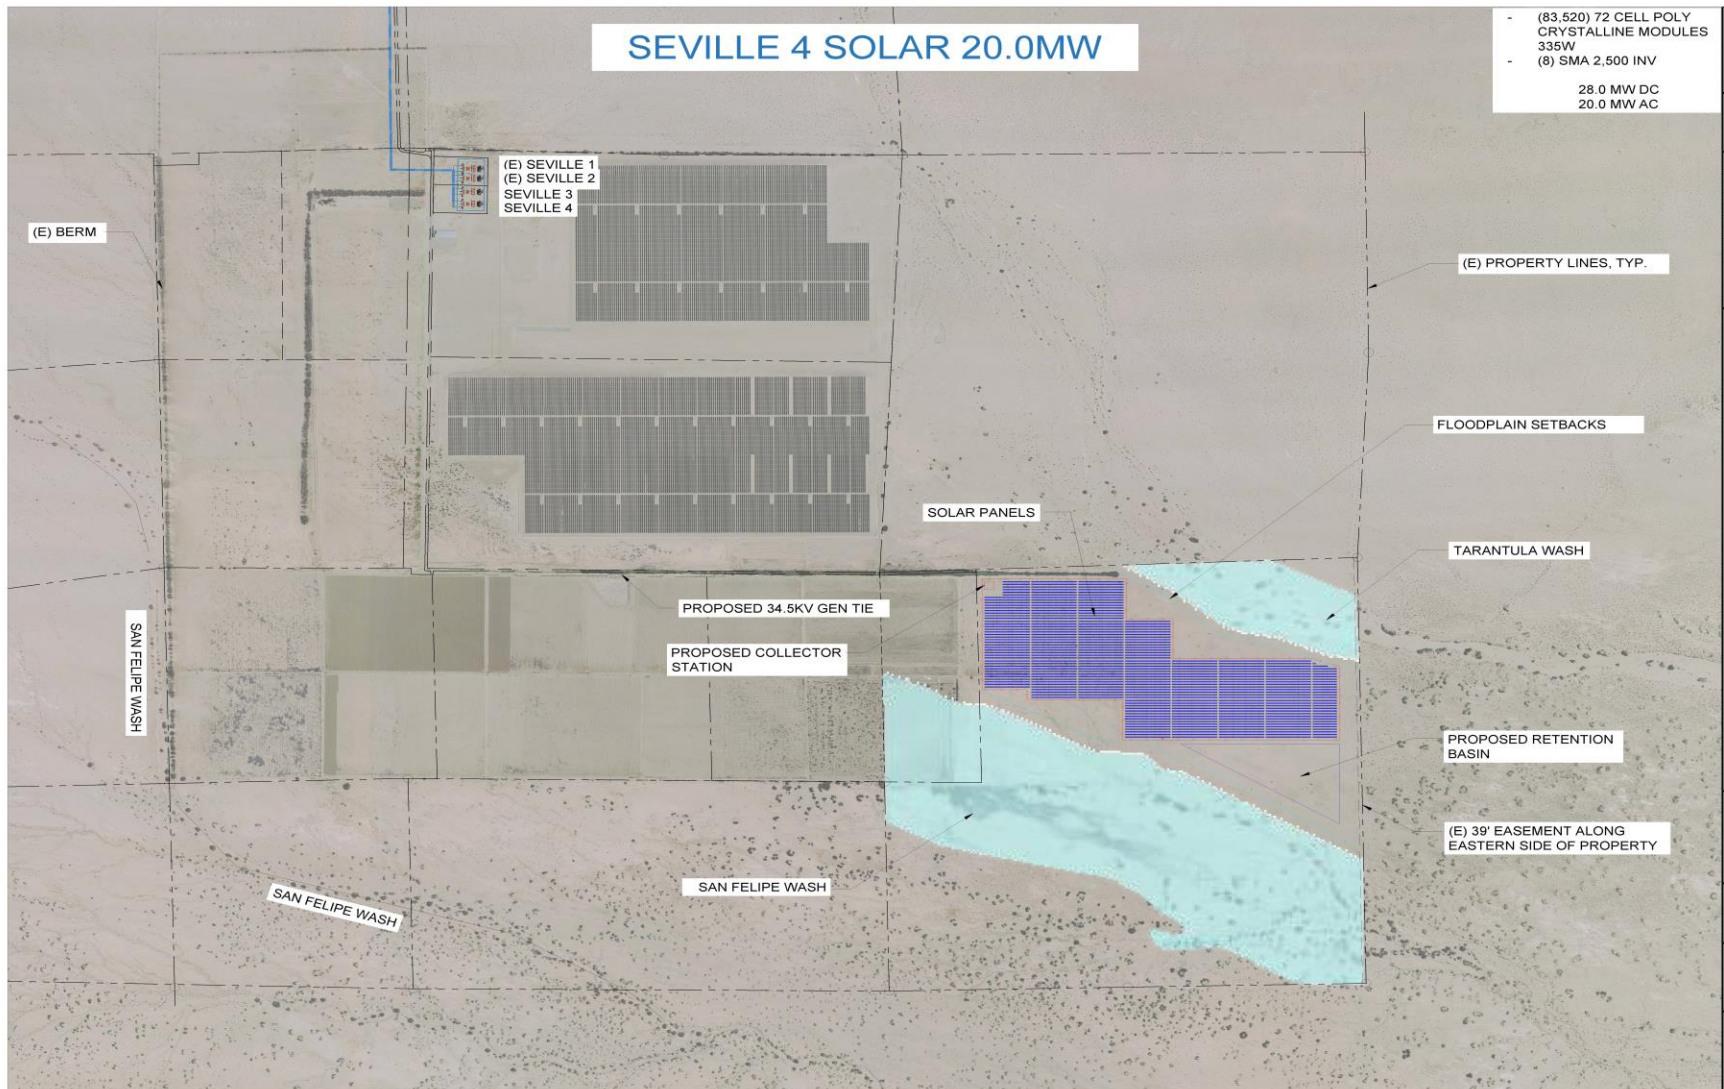 SEVILLE 4 SOLAR 20.0MW
- (83,520) 72 CELL POLY
CRYSTALLINE MODULES
335W
- (8) SMA 2,500 INV
28.0 MW DC
20.0 MW AC
(E) SEVILLE 1
(E) SEVILLE 2
SEVILLE 3
SEVILLE 4
(E) BERM
(E) PROPERTY LINES, TYP.
FLOODPLAIN SETBACKS
SOLAR PANELS
TARANTULA WASH
PROPOSED 34.5KV GEN TIE
PROPOSED COLLECTOR
STATION
SAN FELIPE WASH
PROPOSED RETENTION
BASIN
(E) 39' EASEMENT ALONG
EASTERN SIDE OF PROPERTY
SAN FELIPE WASH
SAN FELIPE WASH